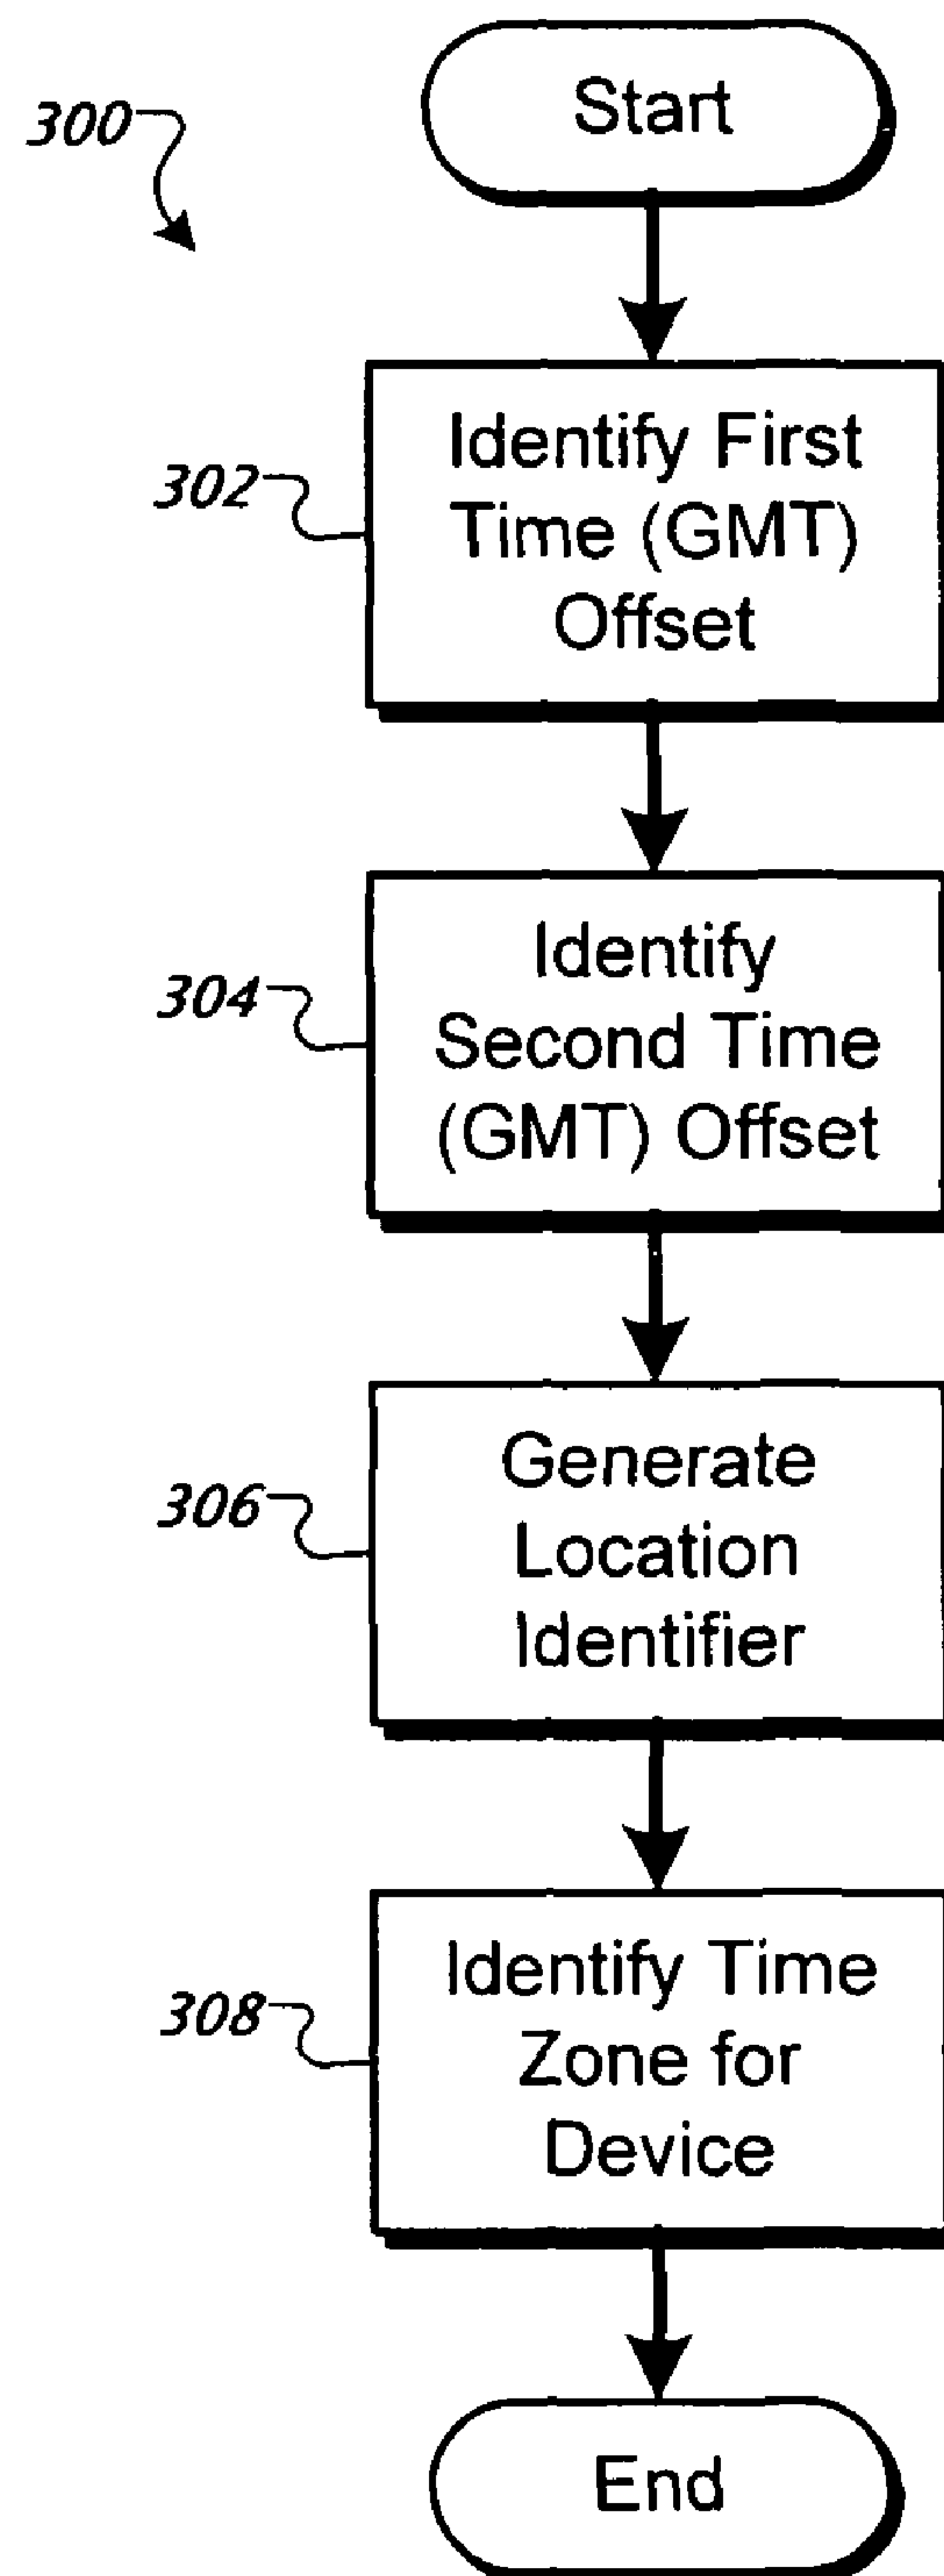 300
Start
302
Identify First
Time (GMT)
Offset
304
Identify
Second Time
(GMT) Offset
306
Generate
Location
Identifier
308
Identify Time
Zone for
Device
End